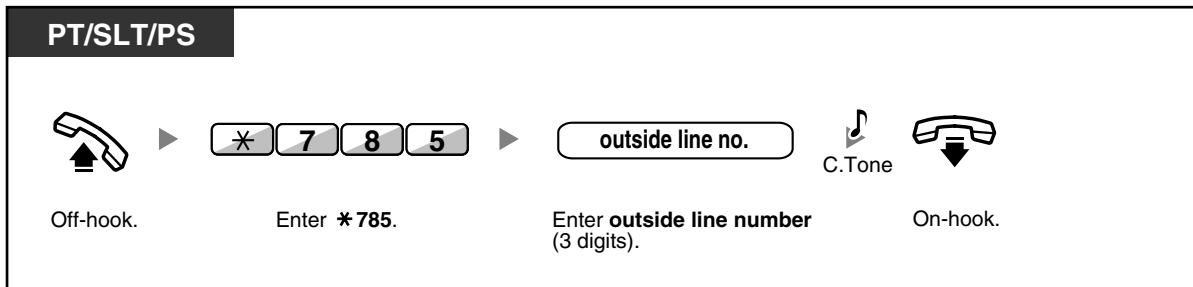 PT/SLT/PS
* 7 8 5
outside line no.
C.Tone
Off-hook.
Enter *785.
Enter outside line number
(3 digits).
On-hook.